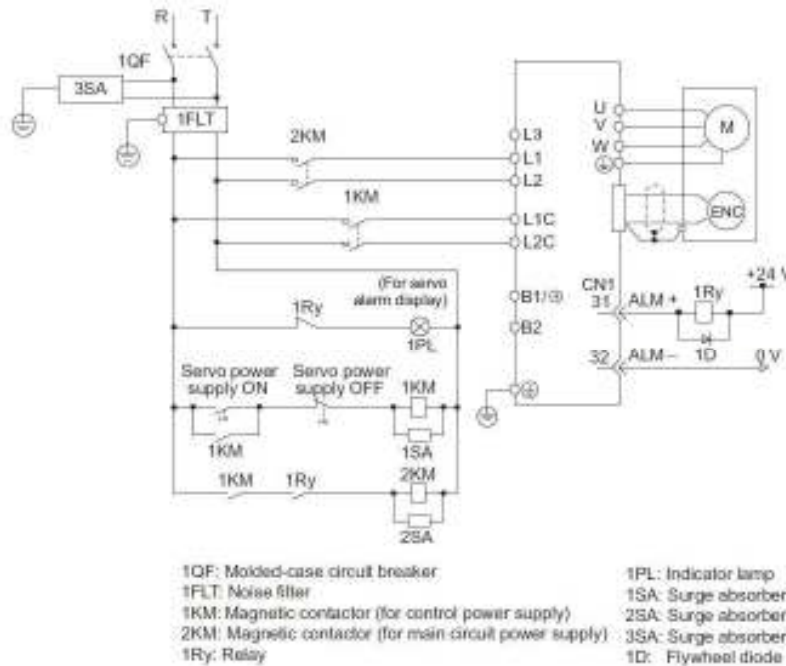 R T
1QF
3SA
1FLT
2KM
L3
L1
L2
1KM
L1C
L2C
U
V
W
M
ENC
(For servo
alarm display)
1Ry
1PL
B1/⊕
B2
CN1
31 ALM +
1Ry
+24 V
1D
32 ALM−
0 V
Servo power
supply ON
Servo power
supply OFF
1KM
1KM
1SA
1KM
1Ry
2KM
2SA
1QF: Molded-case circuit breaker
1FLT: Noise filter
1KM: Magnetic contactor (for control power supply)
2KM: Magnetic contactor (for main circuit power supply)
1Ry: Relay
1PL: Indicator lamp
1SA: Surge absorber
2SA: Surge absorber
3SA: Surge absorber
1D: Flywheel diode